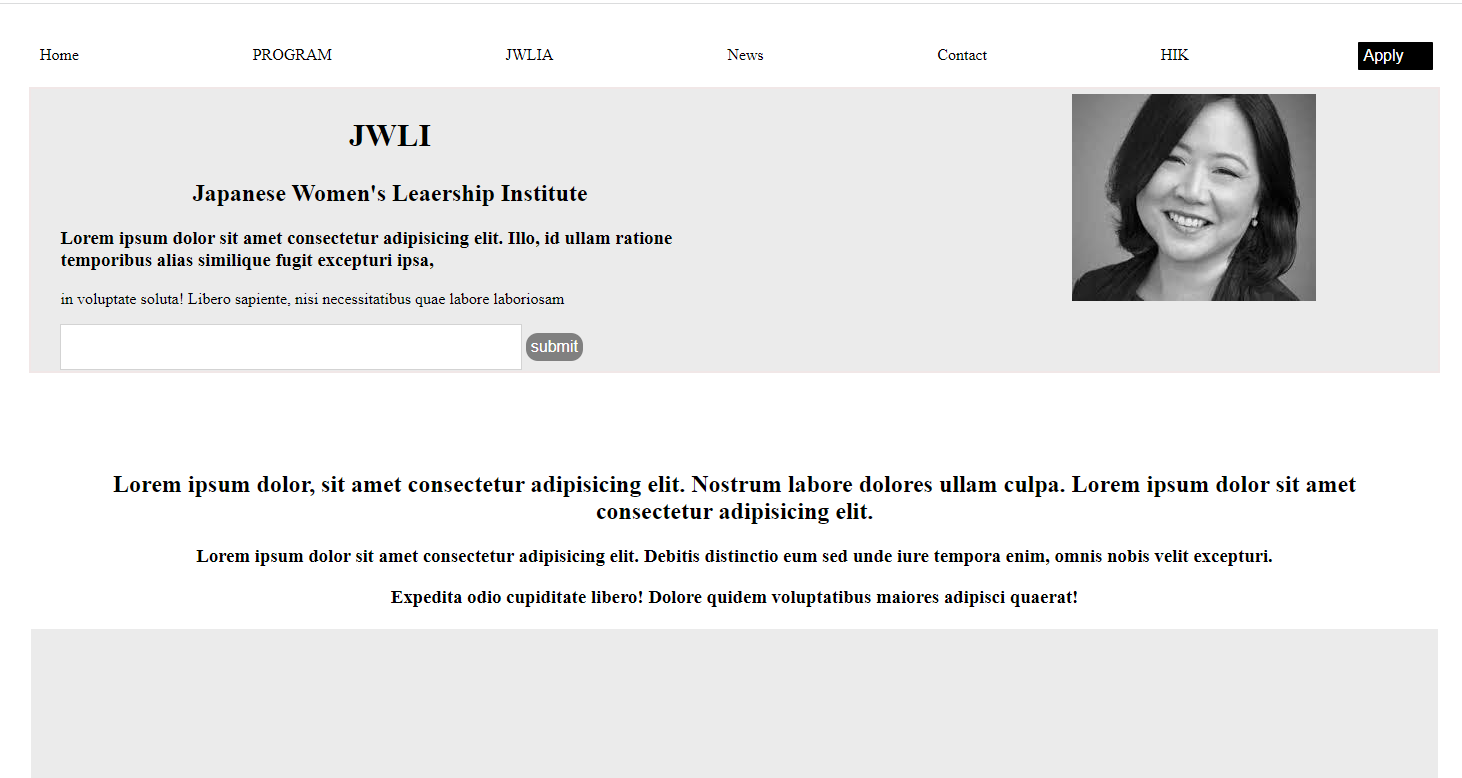 Home PROGRAM JWLIA News Contact HIK Apply
JWLI
Japanese Women's Leaership Institute
Lorem ipsum dolor sit amet consectetur adipisicing elit. Illo, id ullam ratione
temporibus alias similique fugit excepturi ipsa,
in voluptate soluta! Libero sapiente, nisi necessitatibus quae labore laboriosam
submit
Lorem ipsum dolor, sit amet consectetur adipisicing elit. Nostrum labore dolores ullam culpa. Lorem ipsum dolor sit amet
consectetur adipisicing elit.
Lorem ipsum dolor sit amet consectetur adipisicing elit. Debitis distinctio eum sed unde iure tempora enim, omnis nobis velit excepturi.
Expedita odio cupiditate libero! Dolore quidem voluptatibus maiores adipisci quaerat!